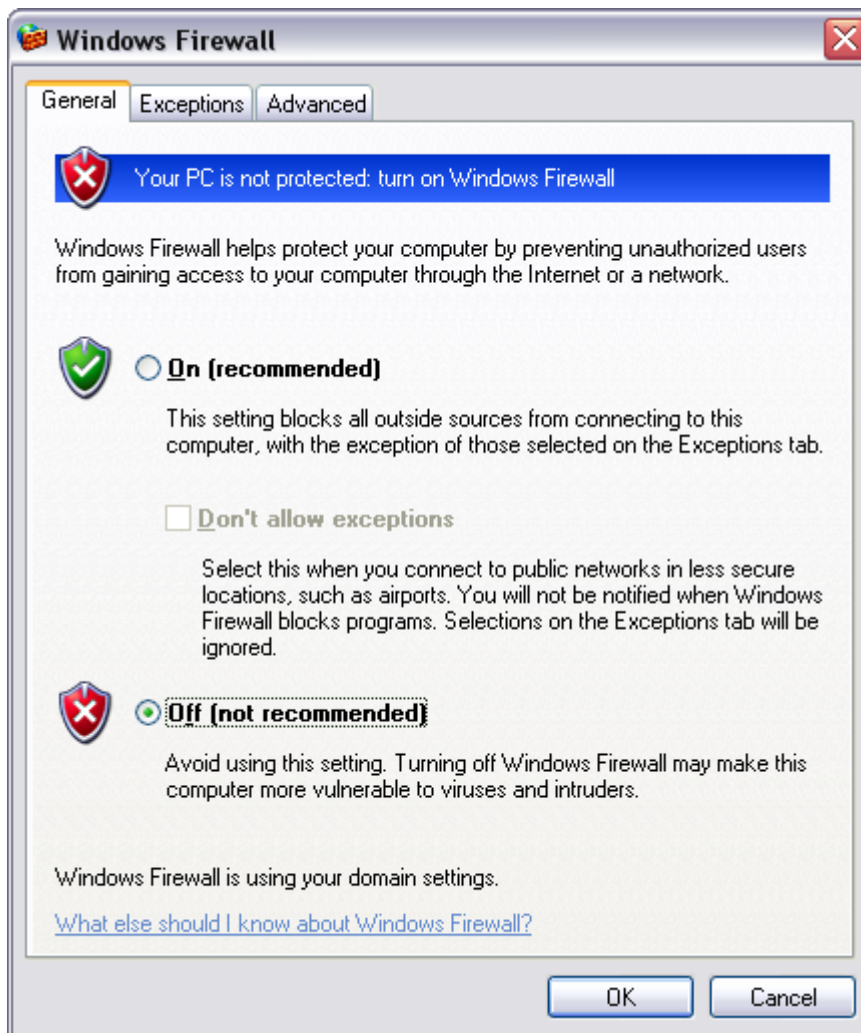 Windows Firewall
General Exceptions Advanced
Your PC is not protected: turn on Windows Firewall
Windows Firewall helps protect your computer by preventing unauthorized users
from gaining access to your computer through the Internet or a network.
On (recommended)
This setting blocks all outside sources from connecting to this
computer, with the exception of those selected on the Exceptions tab.
Don't allow exceptions
Select this when you connect to public networks in less secure
locations, such as airports. You will not be notified when Windows
Firewall blocks programs. Selections on the Exceptions tab will be
ignored.
Off (not recommended)
Avoid using this setting. Turning off Windows Firewall may make this
computer more vulnerable to viruses and intruders.
Windows Firewall is using your domain settings.
What else should I know about Windows Firewall?
OK Cancel